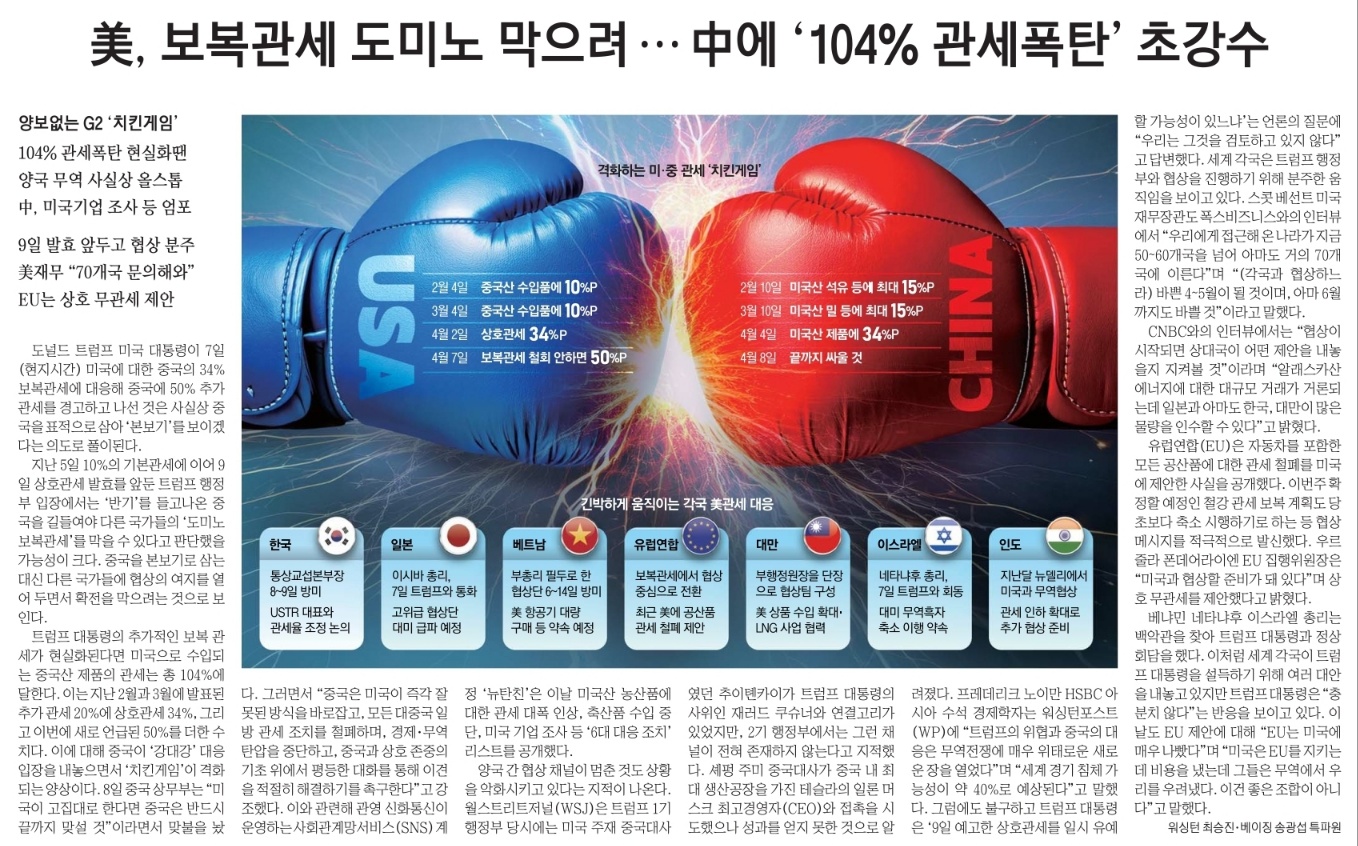 美, 보복관세 도미노 막으려… 中에 ‘104% 관세폭탄’ 초강수
양보없는 G2 ‘치킨게임’
104% 관세폭탄 현실화땐
양국 무역 사실상 올스톱
中, 미국기업 조사 등 엄포
9일 발효 앞두고 협상 분주
美재무 “70개국 문의해와”
EU는 상호 무관세 제안
도널드 트럼프 미국 대통령이 7일
(현지시간) 미국에 대한 중국의 34%
보복관세에 대응해 중국에 50% 추가
관세를 경고하고 나선 것은 사실상 중
국을 표적으로 삼아 ‘본보기’를 보이겠
다는 의도로 풀이된다.
지난 5일 10%의 기본관세에 이어 9
일 상호관세 발효를 앞둔 트럼프 행정
부 입장에서는 ‘반기’를 들고나온 중
국을 길들여야 다른 국가들의 ‘도미노
보복관세’를 막을 수 있다고 판단했을
가능성이 크다. 중국을 본보기로 삼는
대신 다른 국가들에 협상의 여지를 열
어 두면서 확전을 막으려는 것으로 보
인다.
트럼프 대통령의 추가적인 보복 관
세가 현실화된다면 미국으로 수입되
는 중국산 제품의 관세는 총 104%에
달한다. 이는 지난 2월과 3월에 발표된
추가 관세 20%에 상호관세 34%, 그리
고 이번에 새로 언급된 50%를 더한 수
치다. 이에 대해 중국이 ‘강대강’ 대응
입장을 내놓으면서 ‘치킨게임’이 격화
되는 양상이다. 8일 중국 상무부는 “미
국이 고집대로 한다면 중국은 반드시
끝까지 맞설 것”이라면서 맞불을 놨
격화하는 미·중 관세 ‘치킨게임’
USA
2월 4일 중국산 수입품에 10%P
3월 4일 중국산 수입품에 10%P
4월 2일 상호관세 34%P
4월 7일 보복관세 철회 안하면 50%P
CHINA
2월 10일 미국산 석유 등에 최대 15%P
3월 10일 미국산 밀 등에 최대 15%P
4월 4일 미국산 제품에 34%P
4월 8일 끝까지 싸울 것
긴박하게 움직이는 각국 美관세 대응
한국
통상교섭본부장
8~9일 방미
USTR 대표와
관세율 조정 논의
일본
이시바 총리,
7일 트럼프와 통화
고위급 협상단
대미 급파 예정
베트남
부총리 필두로 한
협상단 6~14일 방미
美 항공기 대량
구매 등 약속 예정
유럽연합
보복관세에서 협상
중심으로 전환
최근 美에 공산품
관세 철폐 제안
대만
부행정원장을 단장
으로 협상팀 구성
美 상품 수입 확대·
LNG 사업 협력
이스라엘
네타냐후 총리,
7일 트럼프와 회동
대미 무역흑자
축소 이행 약속
인도
지난달 뉴델리에서
미국과 무역협상
관세 인하 확대로
추가 협상 준비
다. 그러면서 “중국은 미국이 즉각 잘
못된 방식을 바로잡고, 모든 대중국 일
방 관세 조치를 철폐하며, 경제·무역
탄압을 중단하고, 중국과 상호 존중의
기초 위에서 평등한 대화를 통해 이견
을 적절히 해결하기를 촉구한다”고 강
조했다. 이와 관련해 관영 신화통신이
운영하는 사회관계망서비스(SNS) 계
정 ‘뉴탄친’은 이날 미국산 농산품에
대한 관세 대폭 인상, 축산품 수입 중
단, 미국 기업 조사 등 ‘6대 대응 조치’
리스트를 공개했다.
양국 간 협상 채널이 멈춘 것도 상황
을 악화시키고 있다는 지적이 나온다.
월스트리트저널(WSJ)은 트럼프 1기
행정부 당시에는 미국 주재 중국대사
였던 추이톈카이가 트럼프 대통령의
사위인 재러드 쿠슈너와 연결고리가
있었지만, 2기 행정부에서는 그런 채
널이 전혀 존재하지 않는다고 지적했
다. 셰펑 주미 중국대사가 중국 내 최
대 생산공장을 가진 테슬라의 일론 머
스크 최고경영자(CEO)와 접촉을 시
도했으나 성과를 얻지 못한 것으로 알
려졌다. 프레데리크 노이만 HSBC 아
시아 수석 경제학자는 워싱턴포스트
(WP)에 “트럼프의 위협과 중국의 대
응은 무역전쟁에 매우 위태로운 새로
운 장을 열었다”며 “세계 경기 침체 가
능성이 약 40%로 예상된다”고 말했
다. 그럼에도 불구하고 트럼프 대통령
은 ‘9일 예고한 상호관세를 일시 유예
할 가능성이 있느냐’는 언론의 질문에
“우리는 그것을 검토하고 있지 않다”
고 답변했다. 세계 각국은 트럼프 행정
부와 협상을 진행하기 위해 분주한 움
직임을 보이고 있다. 스콧 베선트 미국
재무장관도 폭스비즈니스와의 인터뷰
에서 “우리에게 접근해 온 나라가 지금
50~60개국을 넘어 아마도 거의 70개
국에 이른다”며 “(각국과 협상하느
라) 바쁜 4~5월이 될 것이며, 아마 6월
까지도 바쁠 것”이라고 말했다.
CNBC와의 인터뷰에서는 “협상이
시작되면 상대국이 어떤 제안을 내놓
을지 지켜볼 것”이라며 “알래스카산
에너지에 대한 대규모 거래가 거론되
는데 일본과 아마도 한국, 대만이 많은
물량을 인수할 수 있다”고 밝혔다.
유럽연합(EU)은 자동차를 포함한
모든 공산품에 대한 관세 철폐를 미국
에 제안한 사실을 공개했다. 이번주 확
정할 예정인 철강 관세 보복 계획도 당
초보다 축소 시행하기로 하는 등 협상
메시지를 적극적으로 발신했다. 우르
줄라 폰데어라이엔 EU 집행위원장은
“미국과 협상할 준비가 돼 있다”며 상
호 무관세를 제안했다고 밝혔다.
베냐민 네타냐후 이스라엘 총리는
백악관을 찾아 트럼프 대통령과 정상
회담을 했다. 이처럼 세계 각국이 트럼
프 대통령을 설득하기 위해 여러 대안
을 내놓고 있지만 트럼프 대통령은 “충
분치 않다”는 반응을 보이고 있다. 이
날도 EU 제안에 대해 “EU는 미국에
매우 나빴다”며 “미국은 EU를 지키는
데 비용을 냈는데 그들은 무역에서 우
리를 우려냈다. 이건 좋은 조합이 아니
다”고 말했다.
워싱턴 최승진·베이징 송광섭 특파원